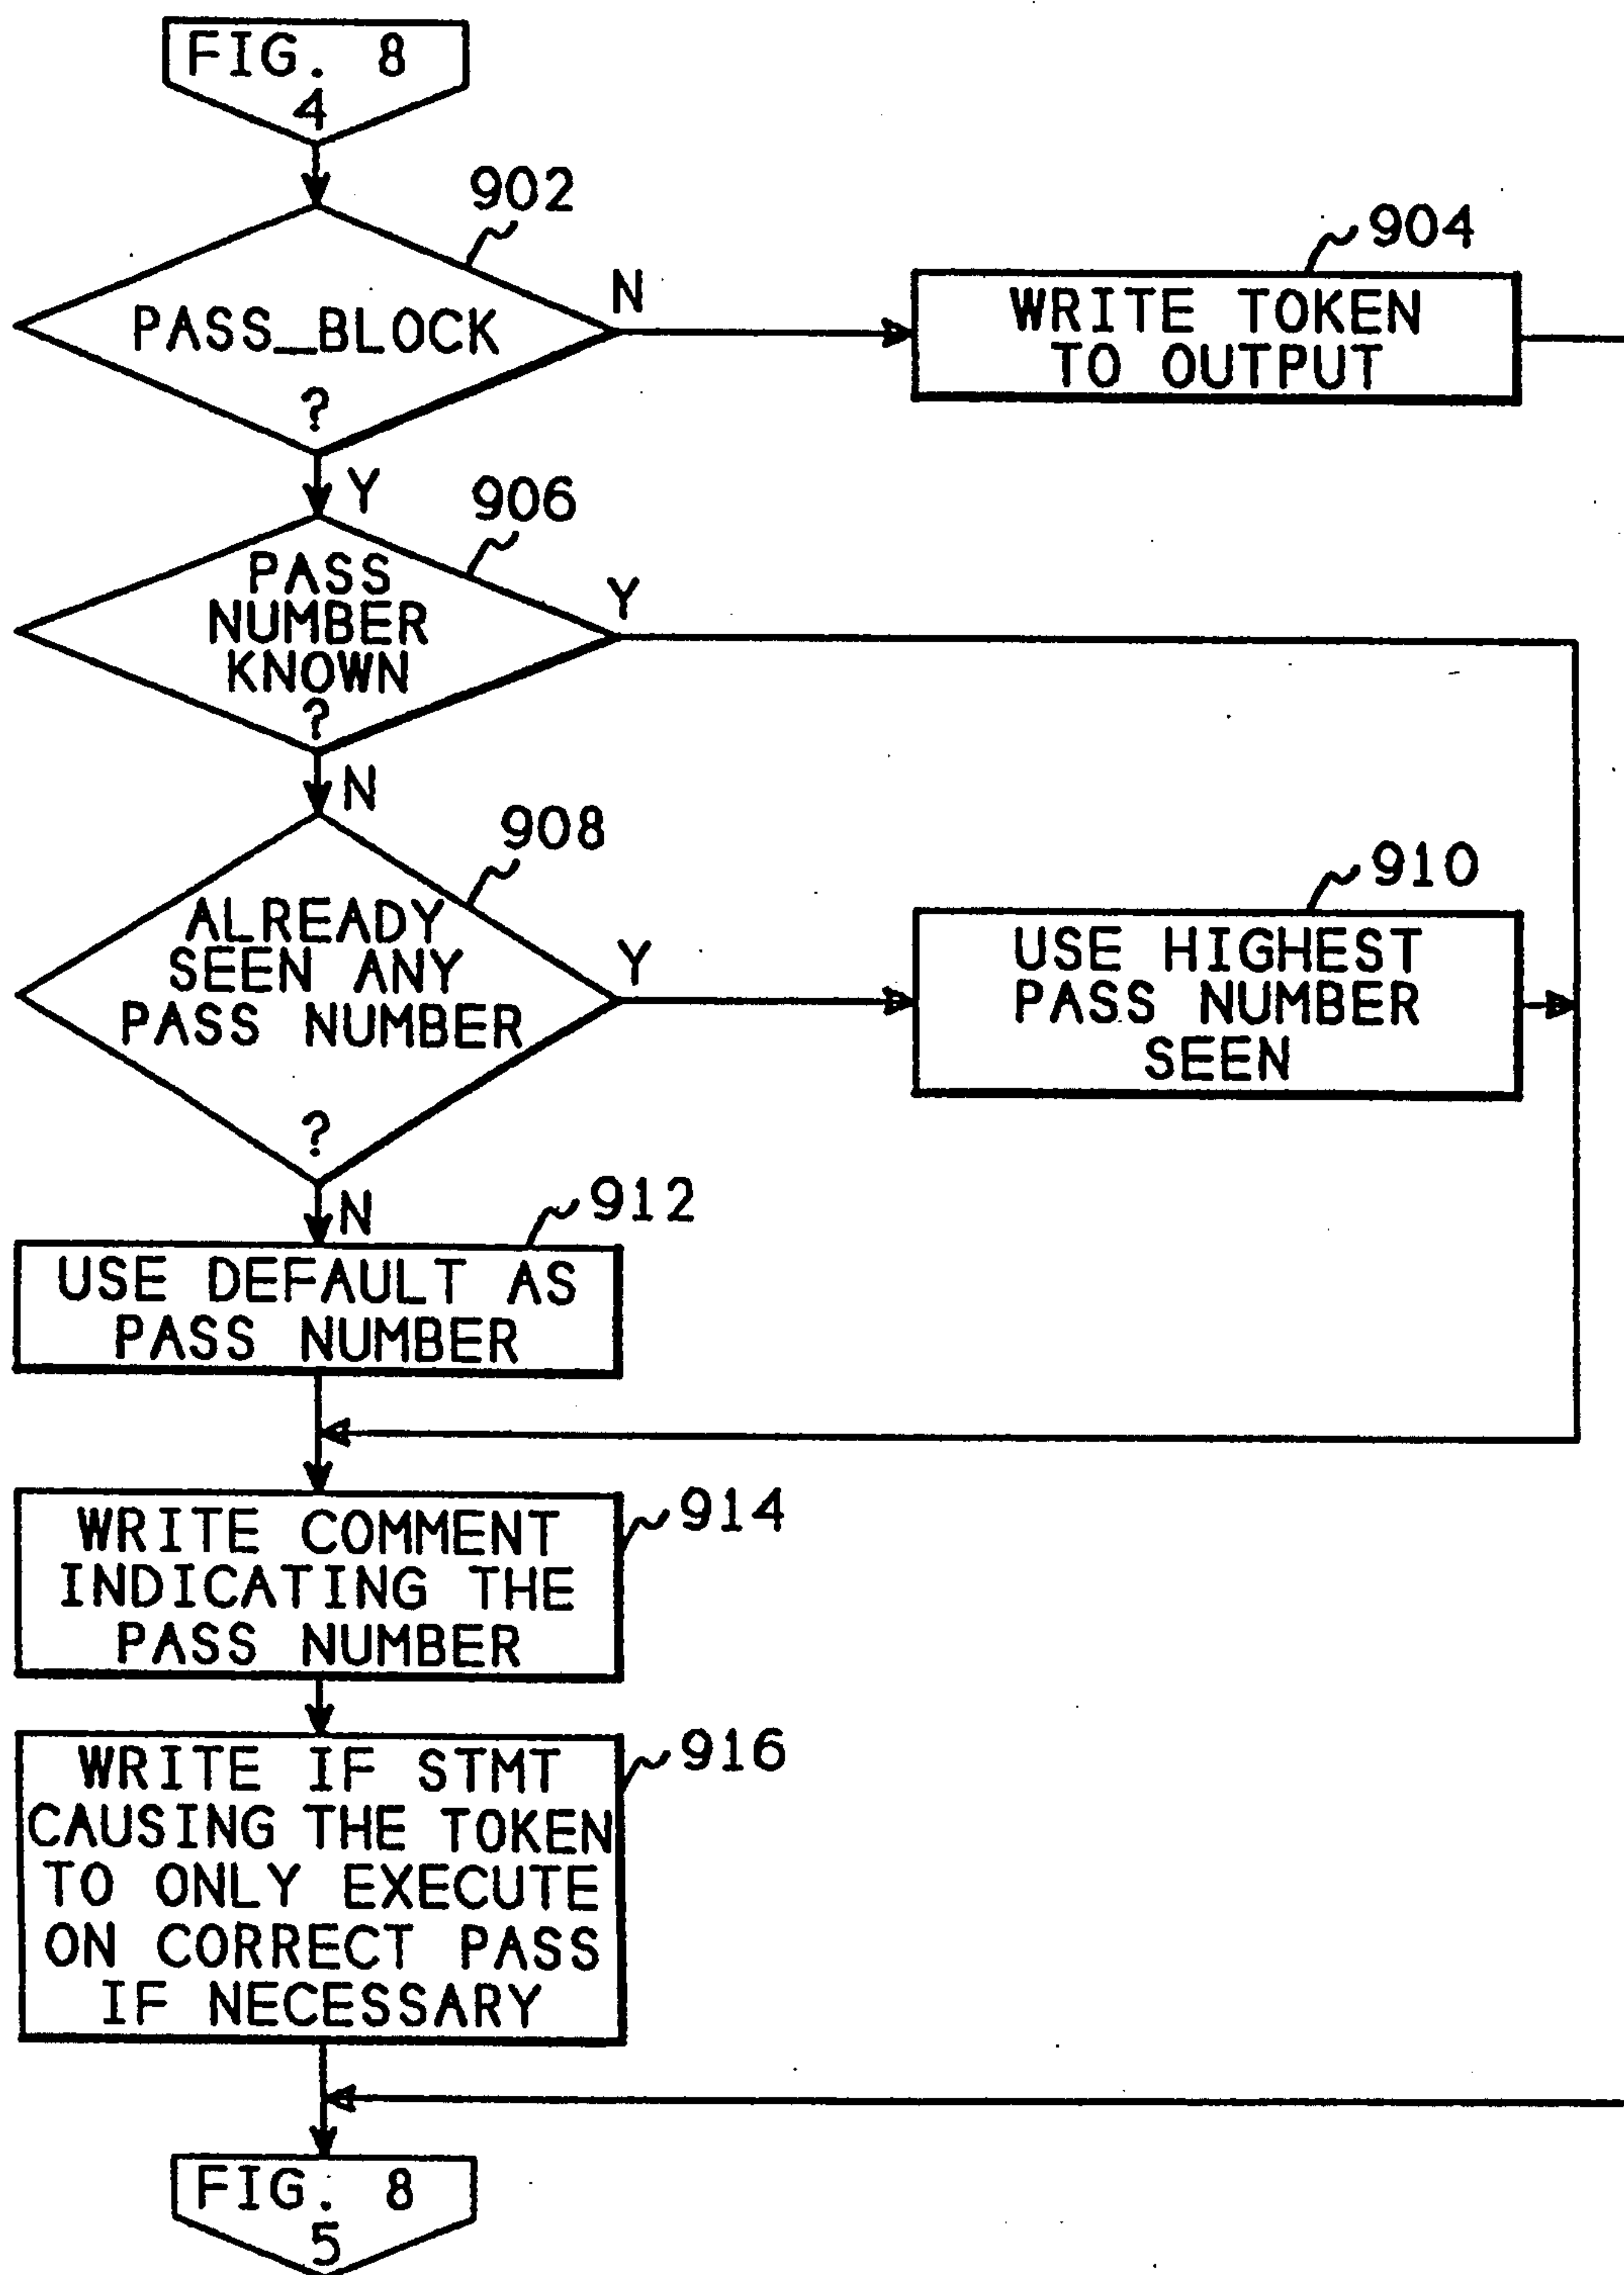 FIG. 8
4
902
PASS_BLOCK
?
N
904
WRITE TOKEN
TO OUTPUT
Y
906
PASS
NUMBER
KNOWN
?
Y
N
908
ALREADY
SEEN ANY
PASS NUMBER
?
Y
910
USE HIGHEST
PASS NUMBER
SEEN
N
912
USE DEFAULT AS
PASS NUMBER
914
WRITE COMMENT
INDICATING THE
PASS NUMBER
916
WRITE IF STMT
CAUSING THE TOKEN
TO ONLY EXECUTE
ON CORRECT PASS
IF NECESSARY
FIG. 8
5